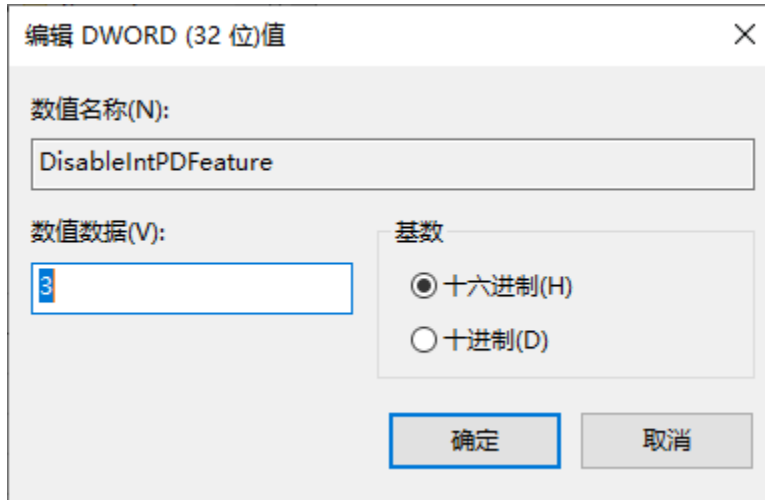 编辑 DWORD (32 位)值
数值名称(N):
DisableIntPDFeature
数值数据(V):
3
基数
十六进制(H)
十进制(D)
确定
取消